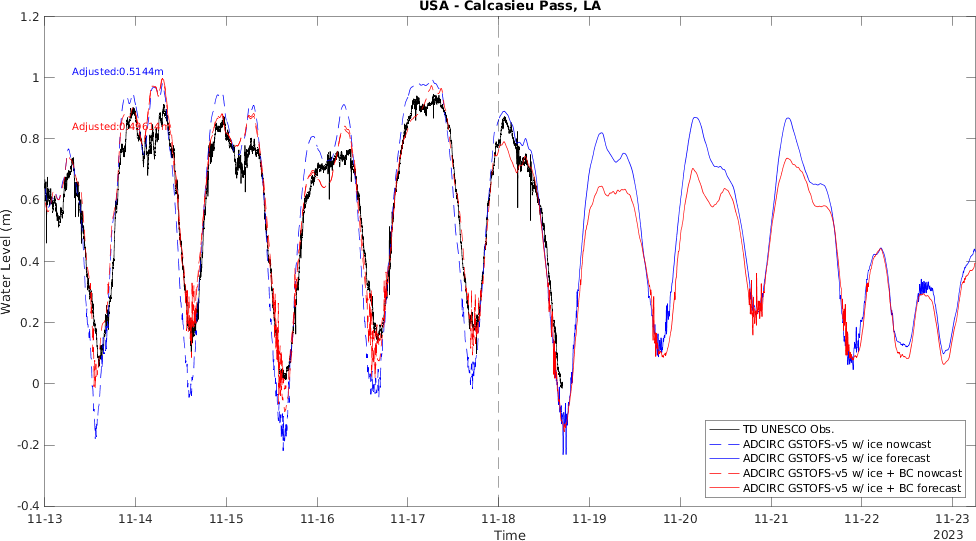 USA - Calcasieu Pass, LA
1.2
1
0.8
0.6
0.4
0.2
0
-0.2
-0.4
Water Level (m)
Adjusted:0.5144m
11-13
11-14
11-15
11-16
11-17
11-18
11-19
11-20
11-21
11-22
11-23
2023
Time
TD UNESCO Obs.
ADCIRC GSTOFS-v5 w/ ice nowcast
ADCIRC GSTOFS-v5 w/ ice forecast
ADCIRC GSTOFS-v5 w/ ice + BC nowcast
ADCIRC GSTOFS-v5 w/ ice + BC forecast